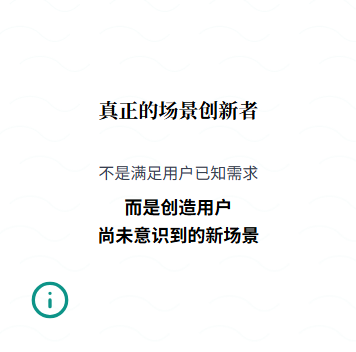 真正的场景创新者
不是满足用户已知需求
而是创造用户
尚未意识到的新场景